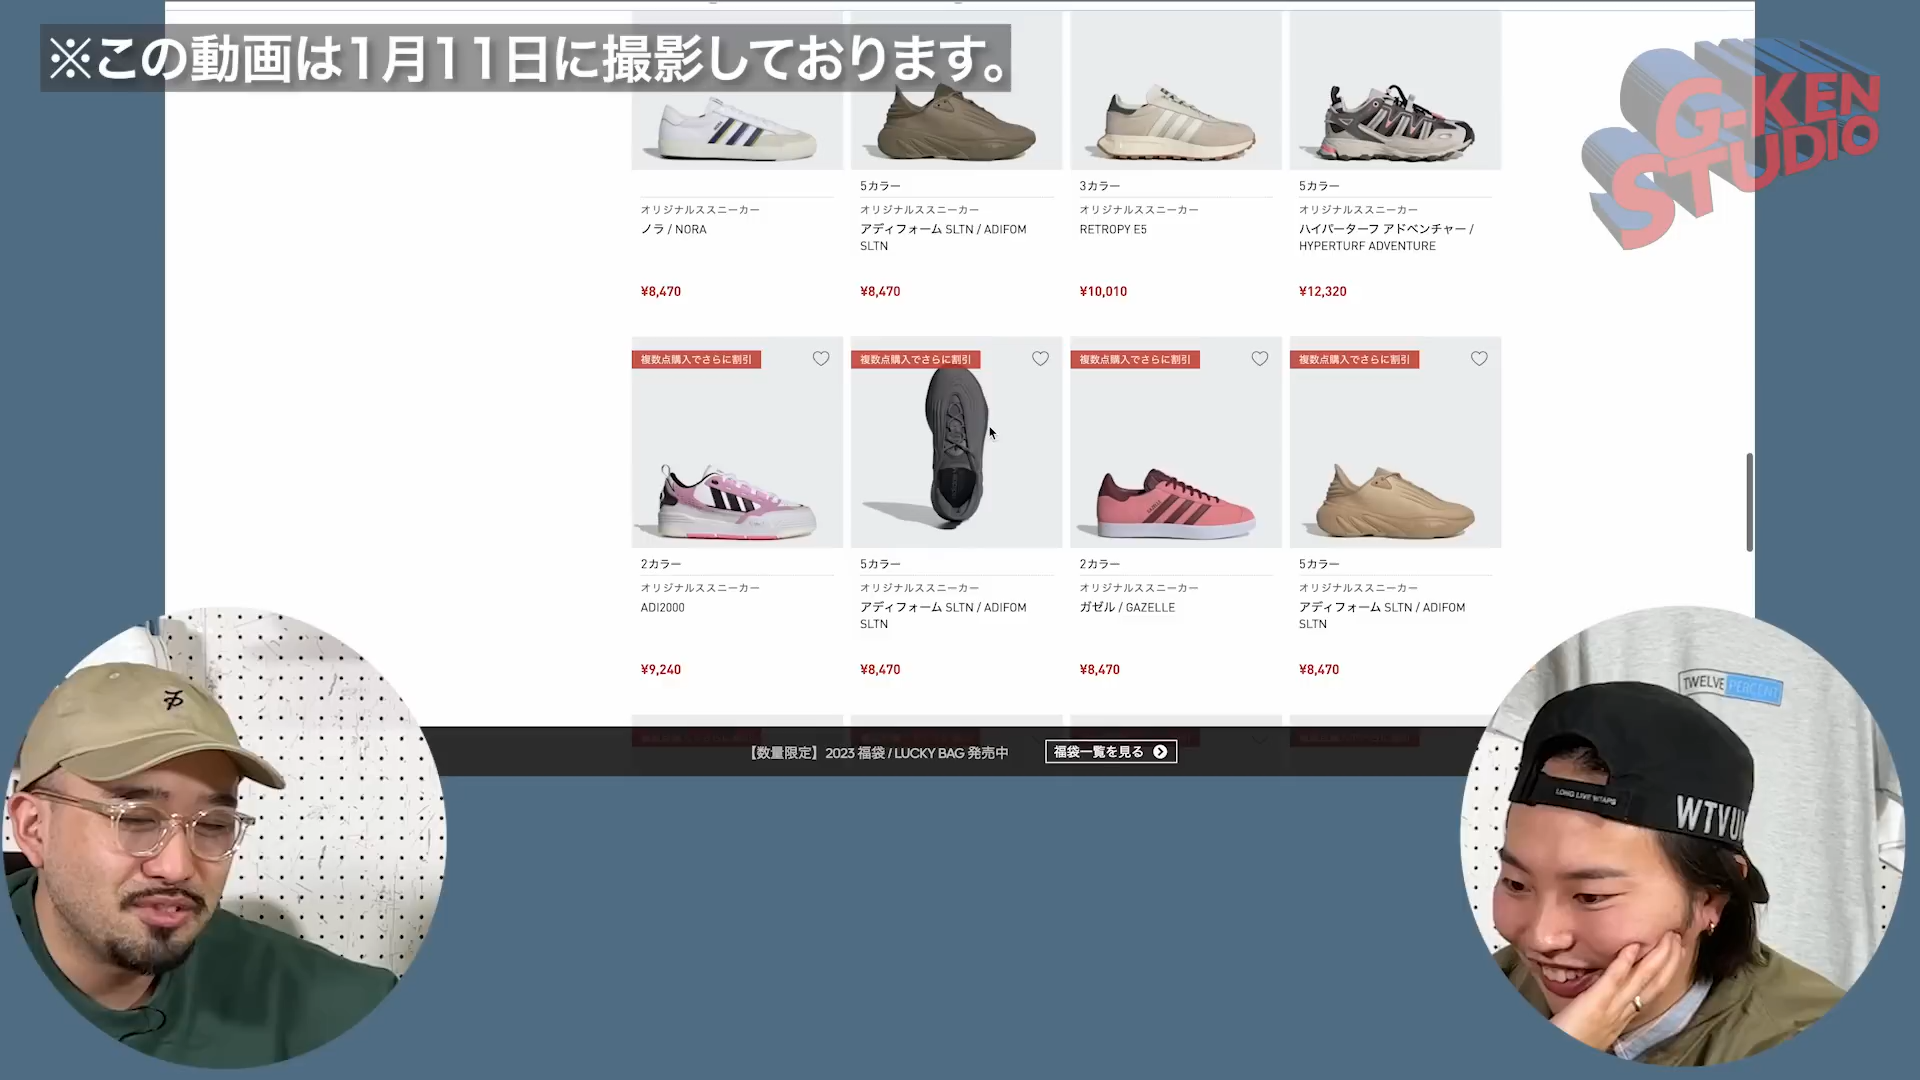 ※この動画は1月11日に撮影しております。
G-KEN
STUDIO
5カラー
3カラー
5カラー
オリジナルススニーカー
オリジナルススニーカー
オリジナルススニーカー
オリジナルススニーカー
ノラ / NORA
アディフォーム SLTN / ADIFOM
SLTN
RETROPY E5
ハイパーターフ アドベンチャー /
HYPERTURF ADVENTURE
¥8,470
¥8,470
¥10,010
¥12,320
複数点購入でさらに割引
複数点購入でさらに割引
複数点購入でさらに割引
複数点購入でさらに割引
2カラー
5カラー
2カラー
5カラー
オリジナルススニーカー
オリジナルススニーカー
オリジナルススニーカー
オリジナルススニーカー
ADI2000
アディフォーム SLTN / ADIFOM
SLTN
ガゼル / GAZELLE
アディフォーム SLTN / ADIFOM
SLTN
¥9,240
¥8,470
¥8,470
¥8,470
【数量限定】2023 福袋 / LUCKY BAG 発売中
福袋一覧を見る
TWELVE PERCENT
LONG LIVE WTAPS
WTVUA